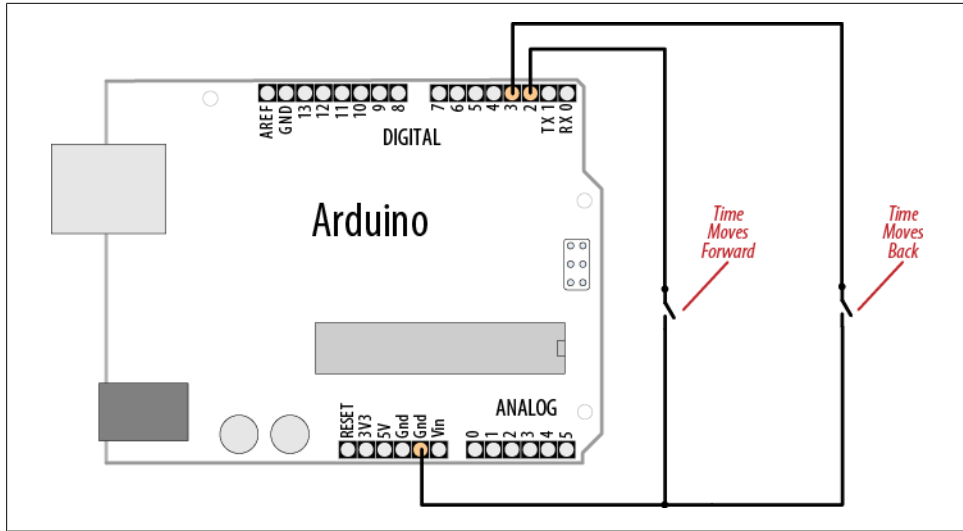 AREF
GND
13
12
11
10
9
8
7
6
5
4
3
2
TX 1
RX 0
DIGITAL
Arduino
Time
Moves
Forward
Time
Moves
Back
ANALOG
RESET
3V3
5V
Gnd
Gnd
Vin
0
1
2
3
4
5